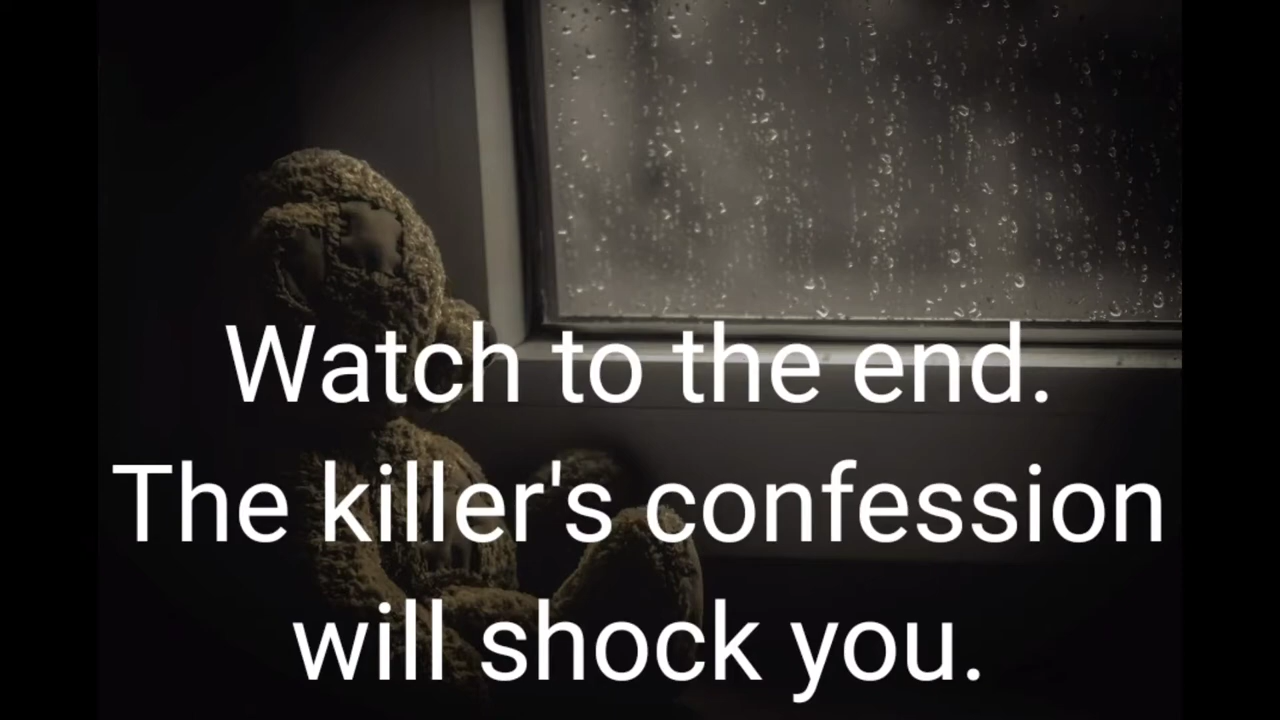 Watch to the end.
The killer's confession
will shock you.